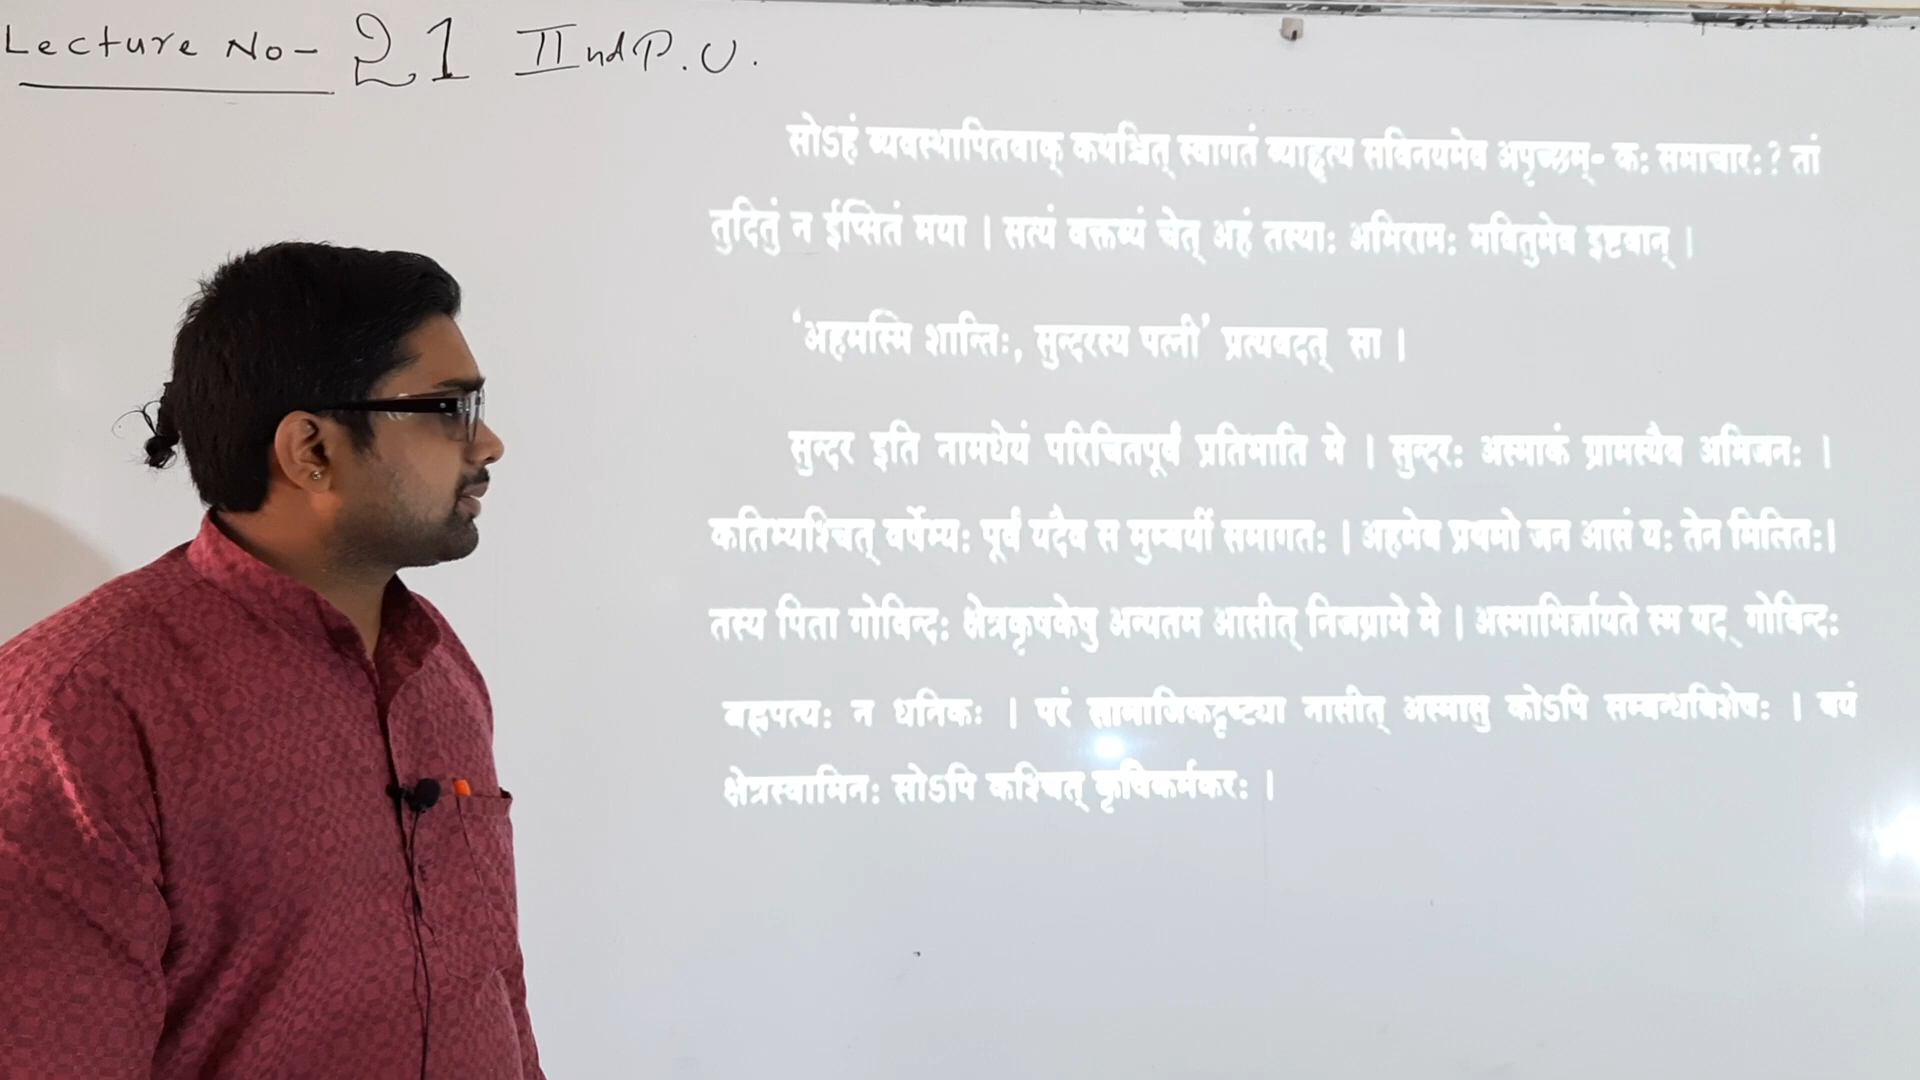 Lecture No- 21 IInd P.U.
सोऽहं व्यवस्थापितवाक् कथञ्चित् स्वागतं व्याहृत्य सविनयमेव अपृच्छम्- कः समाचारः? तां
तुदितुं न ईप्सितं मया । सत्यं वक्तव्यं चेत् अहं तस्याः अभिरामः भवितुमेव इष्टवान् ।
‘अहमस्मि शान्तिः, सुन्दरस्य पत्नी’ प्रत्यवदत् सा ।
सुन्दर इति नामधेयं परिचितपूर्वं प्रतिभाति मे । सुन्दरः अस्माकं ग्रामस्यैव अभिजनः ।
कतिभ्यश्चित् वर्षेभ्यः पूर्वं यदैव स मुम्बयीं समागतः । अहमेव प्रथमो जन आसं यः तेन मिलितः।
तस्य पिता गोविन्दः क्षेत्रकृषकेषु अन्यतम आसीत् निजग्रामे मे । अस्माभिर्ज्ञायते स्म यद् गोविन्दः
बह्वपत्यः न धनिकः । परं सामाजिकदृष्ट्या नासीत् अस्मासु कोऽपि सम्बन्धविशेषः । वयं
क्षेत्रस्वामिनः सोऽपि कश्चित् कृषिकर्मकरः ।